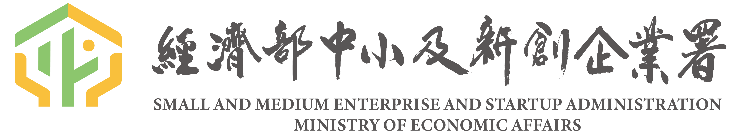 經濟部中小及新創企業署
SMALL AND MEDIUM ENTERPRISE AND STARTUP ADMINISTRATION
MINISTRY OF ECONOMIC AFFAIRS